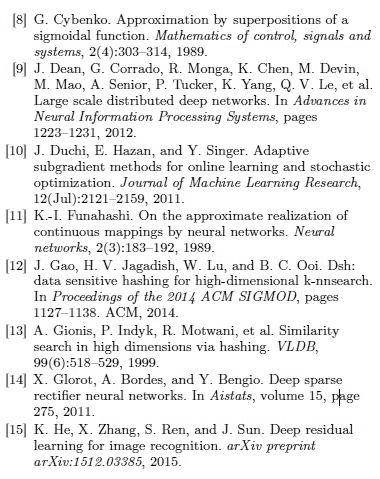 [8] G. Cybenko. Approximation by superpositions of a
sigmoidal function. Mathematics of control, signals and
systems, 2(4):303–314, 1989.
[9] J. Dean, G. Corrado, R. Monga, K. Chen, M. Devin,
M. Mao, A. Senior, P. Tucker, K. Yang, Q. V. Le, et al.
Large scale distributed deep networks. In Advances in
Neural Information Processing Systems, pages
1223–1231, 2012.
[10] J. Duchi, E. Hazan, and Y. Singer. Adaptive
subgradient methods for online learning and stochastic
optimization. Journal of Machine Learning Research,
12(Jul):2121–2159, 2011.
[11] K.-I. Funahashi. On the approximate realization of
continuous mappings by neural networks. Neural
networks, 2(3):183–192, 1989.
[12] J. Gao, H. V. Jagadish, W. Lu, and B. C. Ooi. Dsh:
data sensitive hashing for high-dimensional k-nnsearch.
In Proceedings of the 2014 ACM SIGMOD, pages
1127–1138. ACM, 2014.
[13] A. Gionis, P. Indyk, R. Motwani, et al. Similarity
search in high dimensions via hashing. VLDB,
99(6):518–529, 1999.
[14] X. Glorot, A. Bordes, and Y. Bengio. Deep sparse
rectifier neural networks. In Aistats, volume 15, page
275, 2011.
[15] K. He, X. Zhang, S. Ren, and J. Sun. Deep residual
learning for image recognition. arXiv preprint
arXiv:1512.03385, 2015.